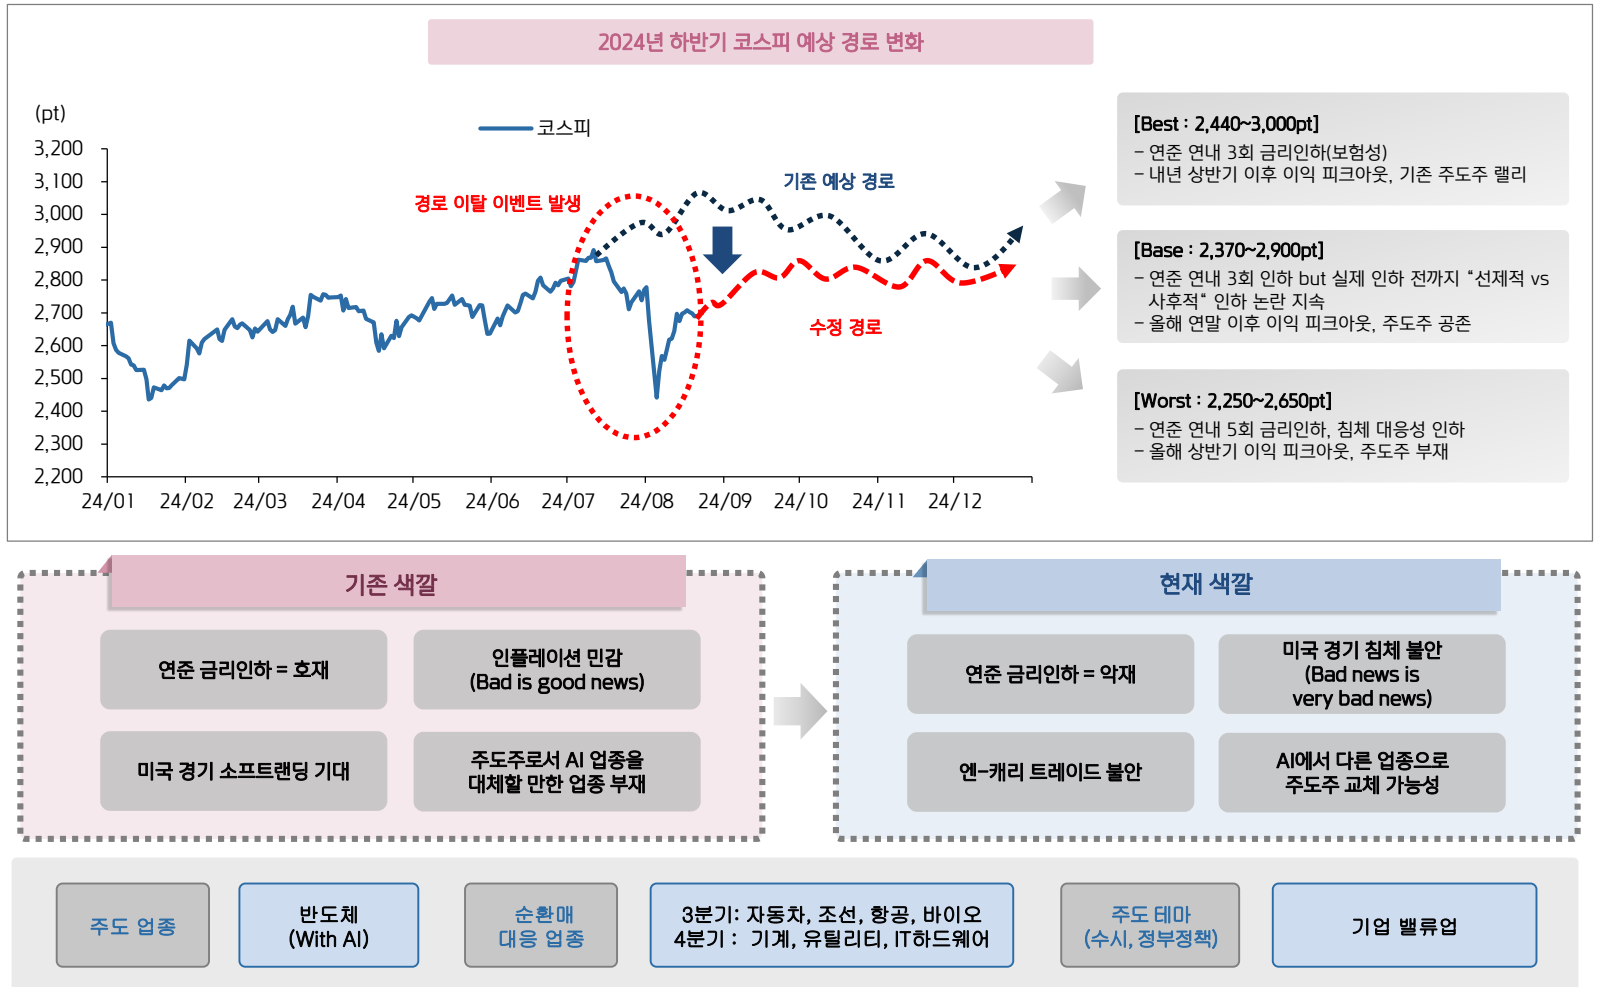 2024년 하반기 코스피 예상 경로 변화
(pt)
코스피
3,200
3,100
3,000
2,900
2,800
2,700
2,600
2,500
2,400
2,300
2,200
24/01 24/02 24/03 24/04 24/05 24/06 24/07 24/08 24/09 24/10 24/11 24/12
경로 이탈 이벤트 발생
기존 예상 경로
수정 경로
[Best : 2,440~3,000pt]
- 연준 연내 3회 금리인하(보험성)
- 내년 상반기 이후 이익 피크아웃, 기존 주도주 랠리
[Base : 2,370~2,900pt]
- 연준 연내 3회 인하 but 실제 인하 전까지 “선제적 vs
사후적“ 인하 논란 지속
- 올해 연말 이후 이익 피크아웃, 주도주 공존
[Worst : 2,250~2,650pt]
- 연준 연내 5회 금리인하, 침체 대응성 인하
- 올해 상반기 이익 피크아웃, 주도주 부재
기존 색깔
연준 금리인하 = 호재
인플레이션 민감
(Bad is good news)
미국 경기 소프트랜딩 기대
주도주로서 AI 업종을
대체할 만한 업종 부재
현재 색깔
연준 금리인하 = 악재
미국 경기 침체 불안
(Bad news is
very bad news)
엔-캐리 트레이드 불안
AI에서 다른 업종으로
주도주 교체 가능성
주도 업종
반도체
(With AI)
순환매
대응 업종
3분기: 자동차, 조선, 항공, 바이오
4분기 : 기계, 유틸리티, IT하드웨어
주도 테마
(수시, 정부정책)
기업 밸류업